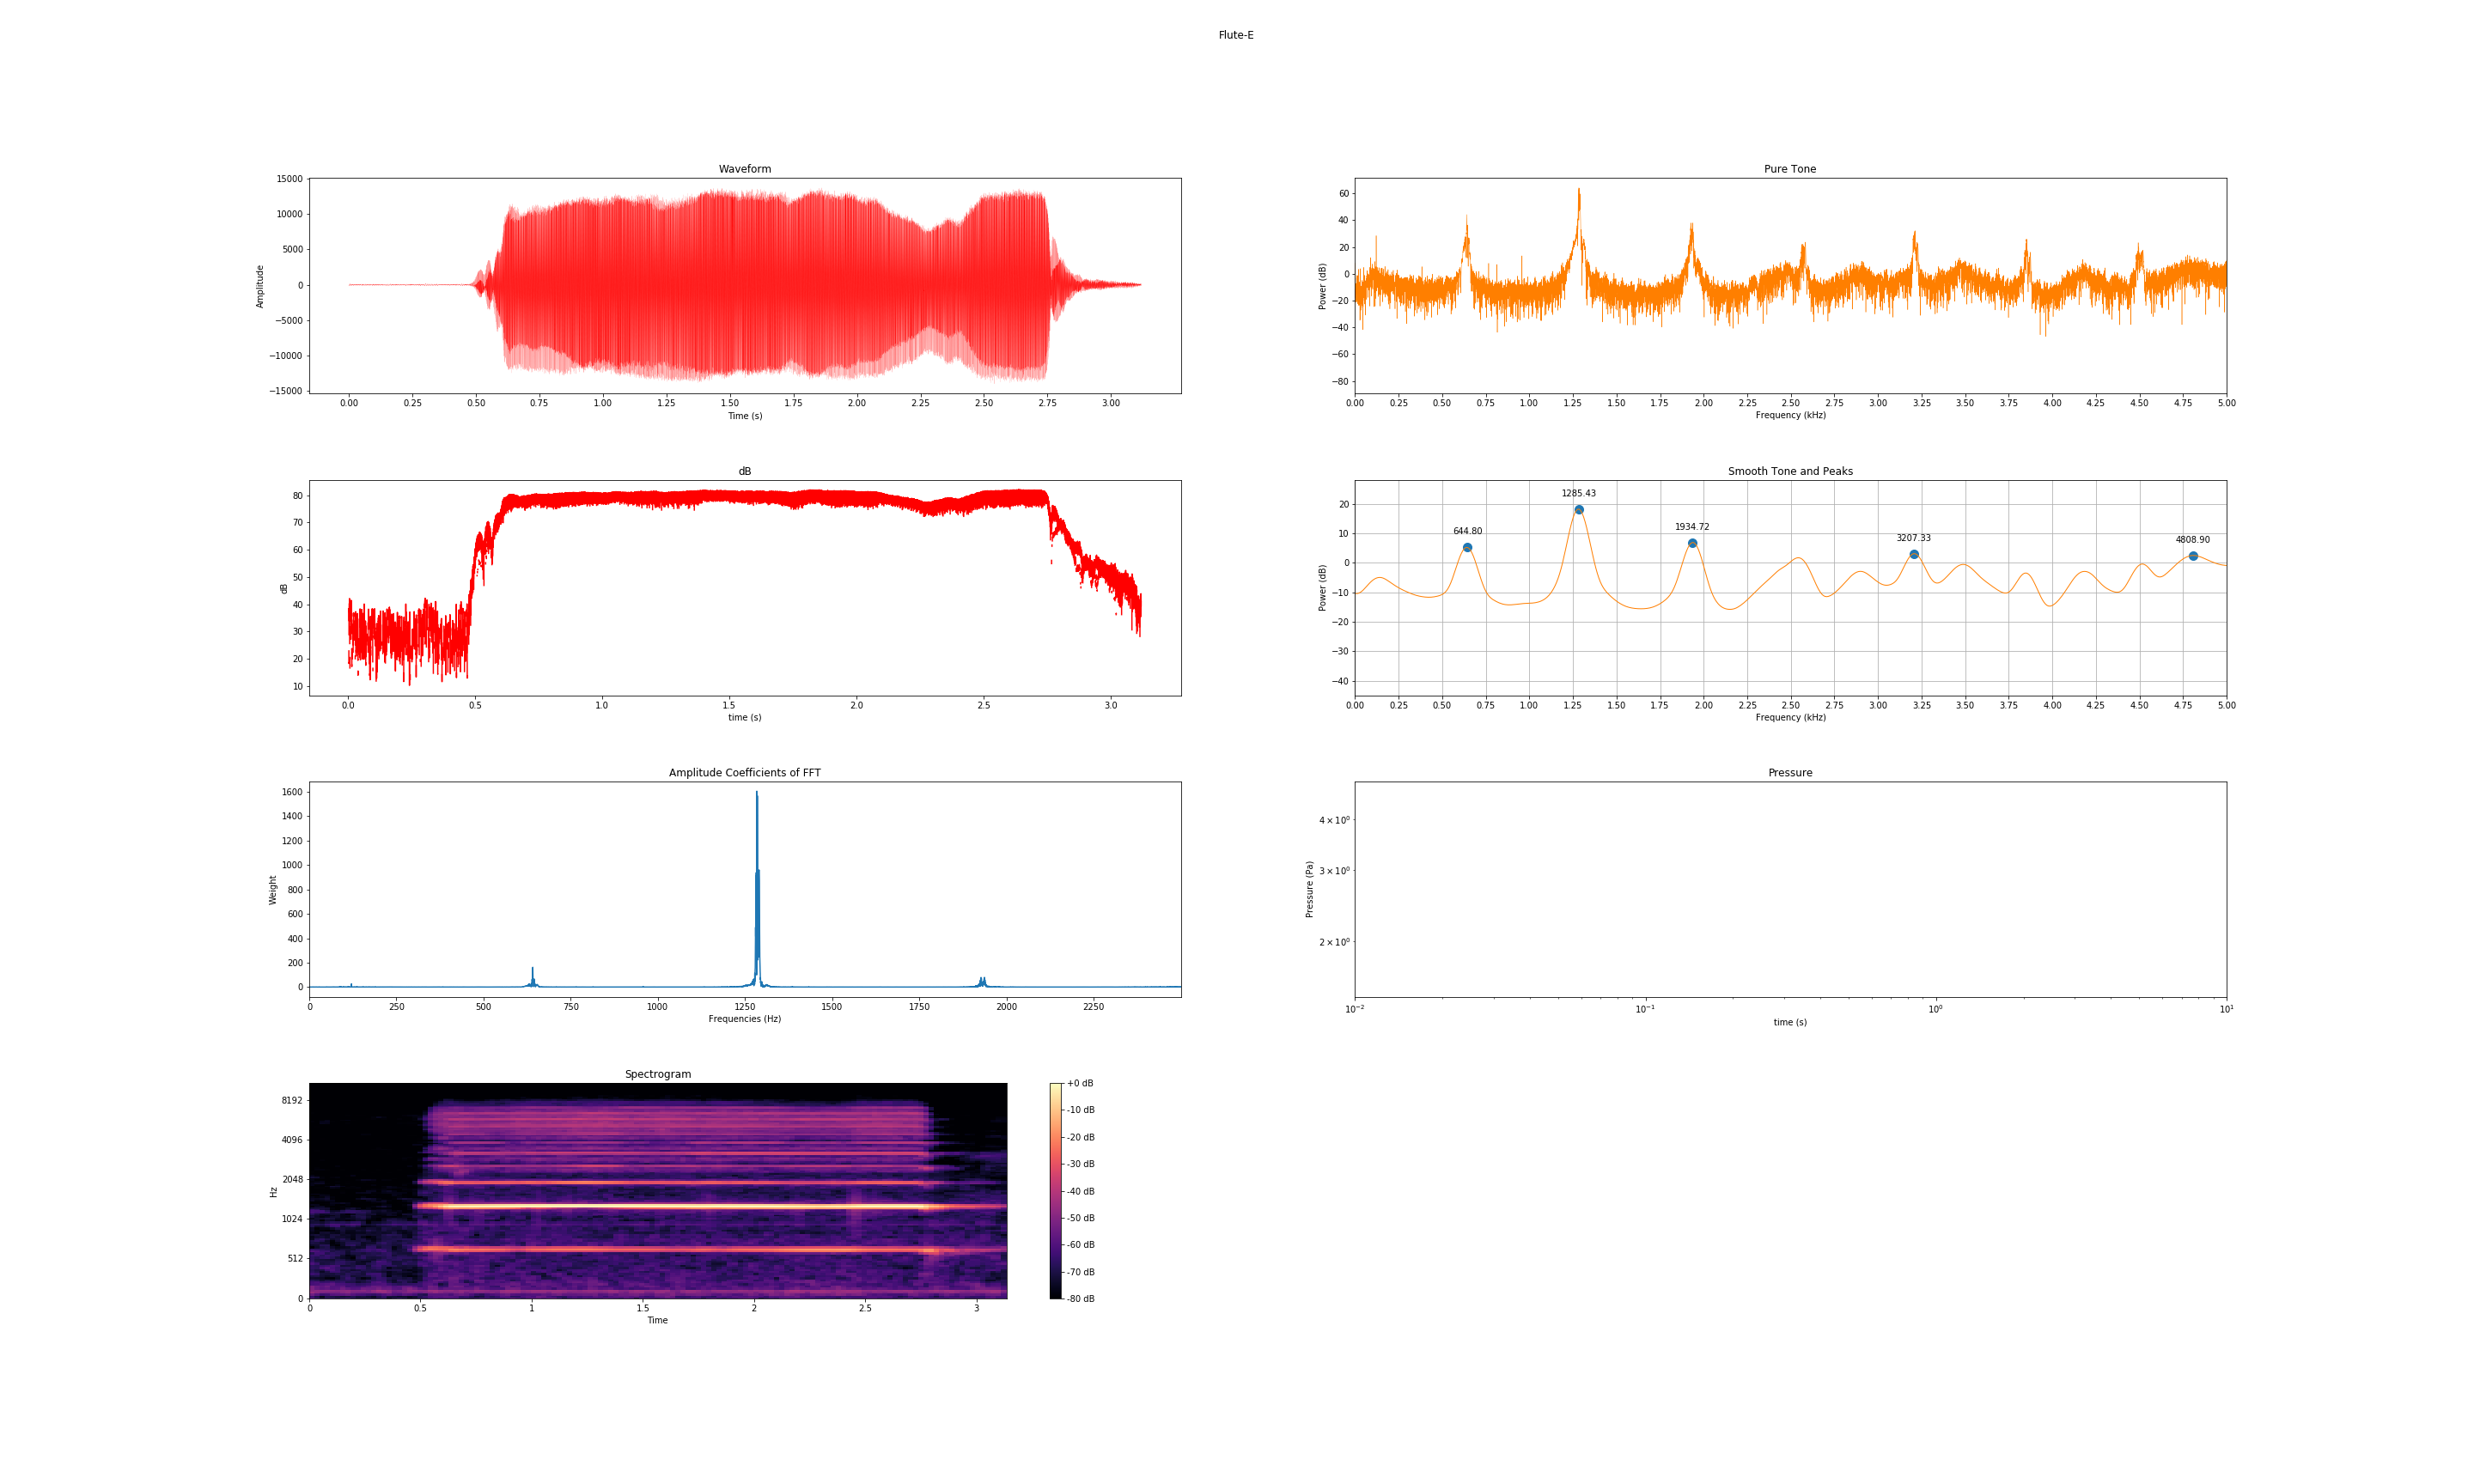 Flute-E
Waveform
15000
10000
5000
0
−5000
−10000
−15000
Amplitude
0.00 0.25 0.50 0.75 1.00 1.25 1.50 1.75 2.00 2.25 2.50 2.75 3.00
Time (s)
Pure Tone
60
40
20
0
−20
−40
−60
−80
Power (dB)
0.00 0.25 0.50 0.75 1.00 1.25 1.50 1.75 2.00 2.25 2.50 2.75 3.00 3.25 3.50 3.75 4.00 4.25 4.50 4.75 5.00
Frequency (kHz)
dB
80
70
60
50
40
30
20
10
dB
0.0 0.5 1.0 1.5 2.0 2.5 3.0
time (s)
Smooth Tone and Peaks
20
10
0
−10
−20
−30
−40
Power (dB)
644.80
1285.43
1934.72
3207.33
4808.90
0.00 0.25 0.50 0.75 1.00 1.25 1.50 1.75 2.00 2.25 2.50 2.75 3.00 3.25 3.50 3.75 4.00 4.25 4.50 4.75 5.00
Frequency (kHz)
Amplitude Coefficients of FFT
1600
1400
1200
1000
800
600
400
200
0
Weight
0 250 500 750 1000 1250 1500 1750 2000 2250
Frequencies (Hz)
Pressure
4 × 10⁰
3 × 10⁰
2 × 10⁰
Pressure (Pa)
10⁻² 10⁻¹ 10⁰ 10¹
time (s)
Spectrogram
8192
4096
2048
1024
512
0
Hz
0 0.5 1 1.5 2 2.5 3
Time
+0 dB
-10 dB
-20 dB
-30 dB
-40 dB
-50 dB
-60 dB
-70 dB
-80 dB